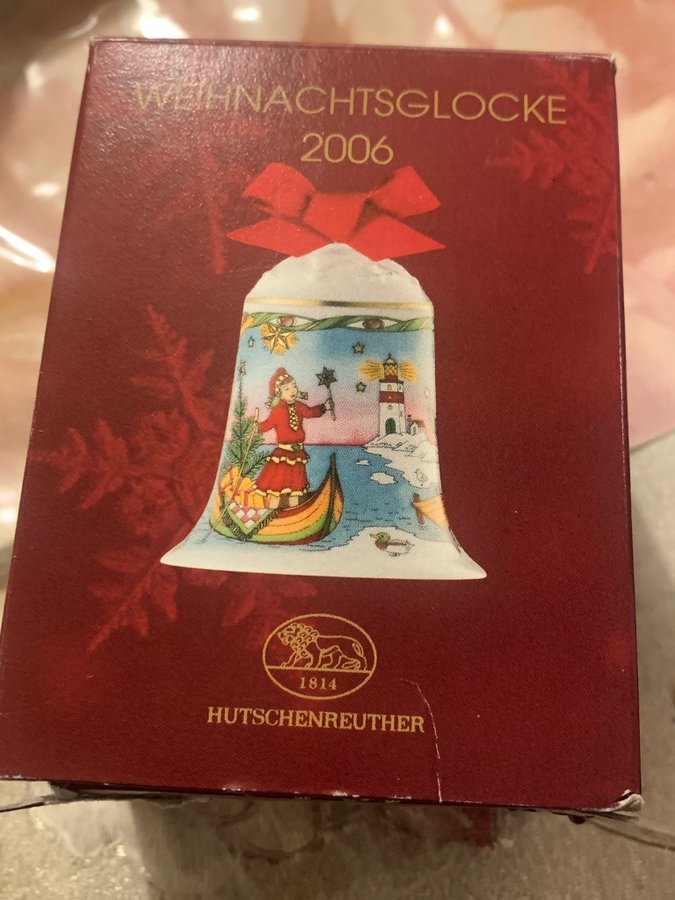 WEIHNACHTSGLOCKE
2006
1814
HUTSCHENREUTHER